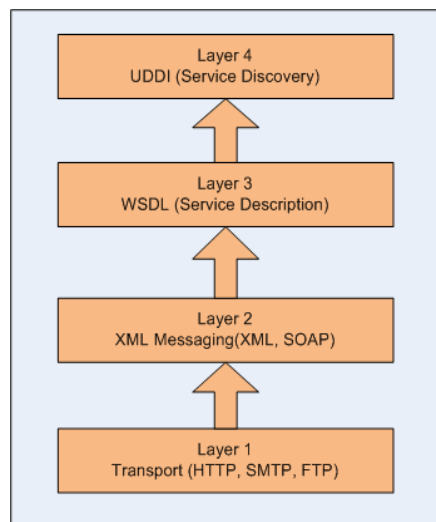 Layer 4
UDDI (Service Discovery)
Layer 3
WSDL (Service Description)
Layer 2
XML Messaging(XML, SOAP)
Layer 1
Transport (HTTP, SMTP, FTP)